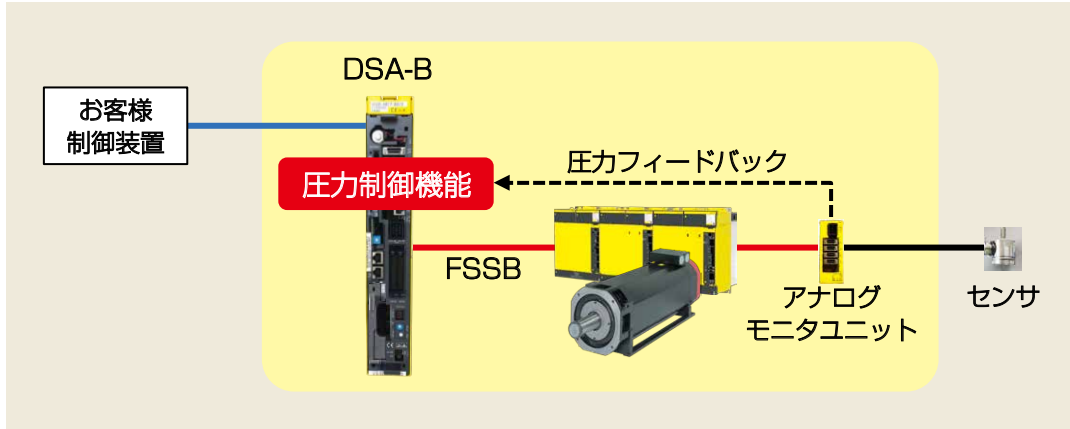 DSA-B
お客様
制御装置
圧力制御機能
圧力フィードバック
FSSB
アナログ
モニタユニット
センサ